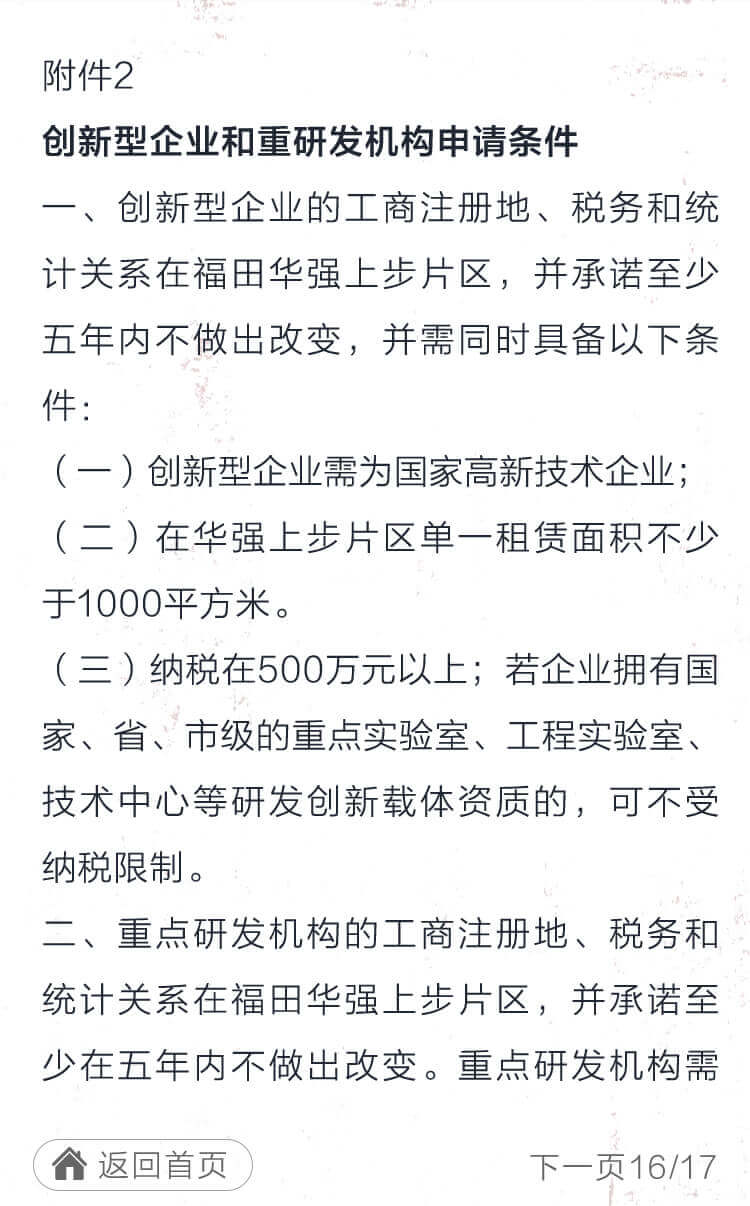 附件2
创新型企业和重研发机构申请条件
一、创新型企业的工商注册地、税务和统
计关系在福田华强上步片区，并承诺至少
五年内不做出改变，并需同时具备以下条
件：
（一）创新型企业需为国家高新技术企业；
（二）在华强上步片区单一租赁面积不少
于1000平方米。
（三）纳税在500万元以上；若企业拥有国
家、省、市级的重点实验室、工程实验室、
技术中心等研发创新载体资质的，可不受
纳税限制。
二、重点研发机构的工商注册地、税务和
统计关系在福田华强上步片区，并承诺至
少在五年内不做出改变。重点研发机构需
返回首页
下一页16/17